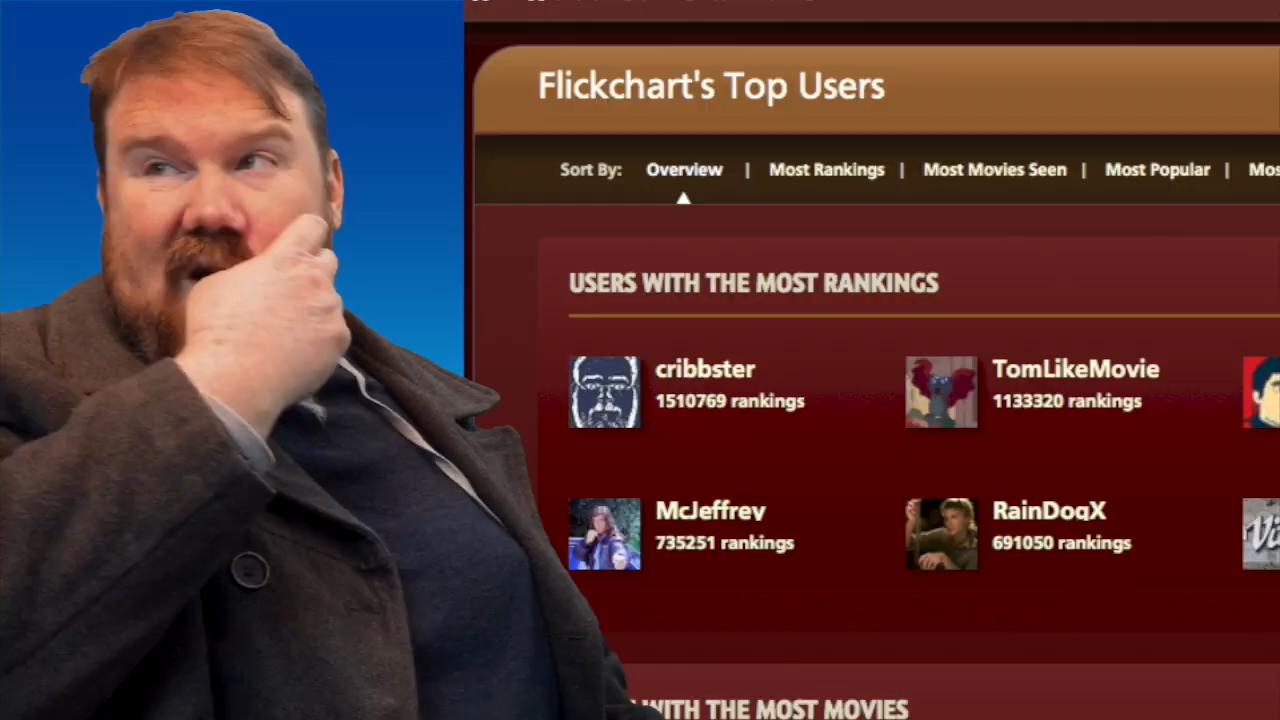 Flickchart's Top Users
Sort By: Overview | Most Rankings | Most Movies Seen | Most Popular |
USERS WITH THE MOST RANKINGS
cribbster
1510769 rankings
TomLikeMovie
1133320 rankings
McJeffrey
735251 rankings
RainDogX
691050 rankings
WITH THE MOST MOVIES